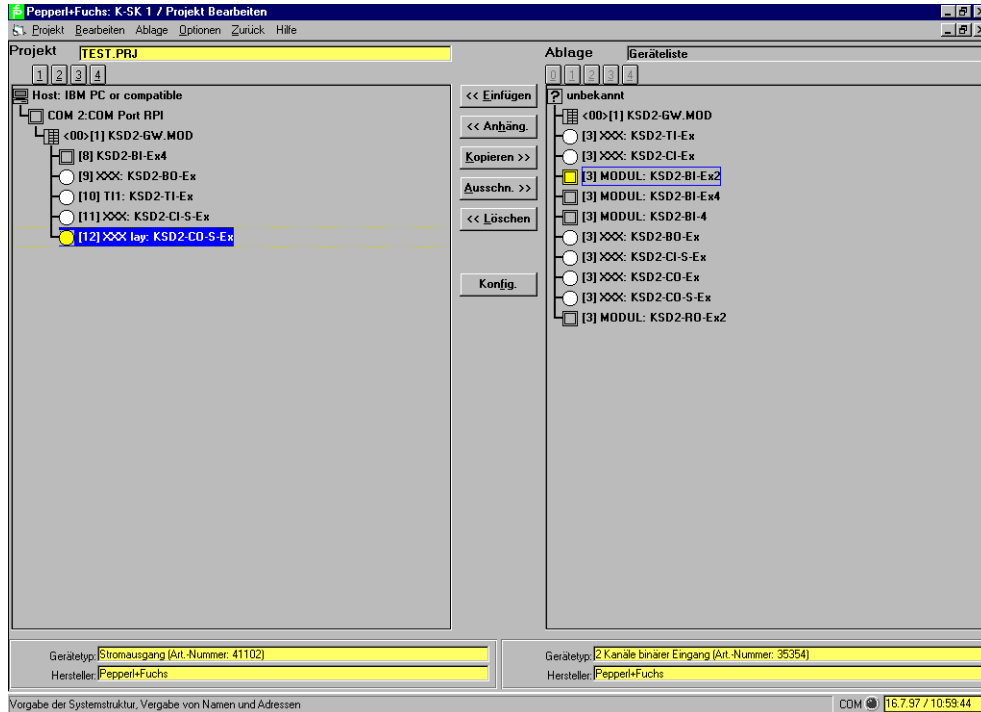 Pepperl+Fuchs: K-SK 1 / Projekt Bearbeiten
Projekt Bearbeiten Ablage Optionen Zurück Hilfe
Projekt TEST.PRJ
1 2 3 4
Host: IBM PC or compatible
COM 2:COM Port RPI
<00>[1] KSD2-GW.MOD
[8] KSD2-BI-Ex4
[9] XXX: KSD2-BO-Ex
[10] TI1: KSD2-TI-Ex
[11] XXX: KSD2-CI-S-Ex
[12] XXX lay: KSD2-CO-S-Ex
<< Einfügen
<< Anhäng.
Kopieren >>
Ausschn. >>
<< Löschen
Konfig.
Ablage Geräteliste
0 1 2 3 4
? unbekannt
<00>[1] KSD2-GW.MOD
[3] XXX: KSD2-TI-Ex
[3] XXX: KSD2-CI-Ex
[3] MODUL: KSD2-BI-Ex2
[3] MODUL: KSD2-BI-Ex4
[3] MODUL: KSD2-BI-4
[3] XXX: KSD2-BO-Ex
[3] XXX: KSD2-CI-S-Ex
[3] XXX: KSD2-CO-Ex
[3] XXX: KSD2-CO-S-Ex
[3] MODUL: KSD2-RO-Ex2
Gerätetyp: Stromausgang (Art.-Nummer: 41102)
Hersteller: Pepperl+Fuchs
Gerätetyp: 2 Kanäle binärer Eingang (Art.-Nummer: 35354)
Hersteller: Pepperl+Fuchs
Vorgabe der Systemstruktur, Vergabe von Namen und Adressen
COM 16.7.97 / 10:59:44